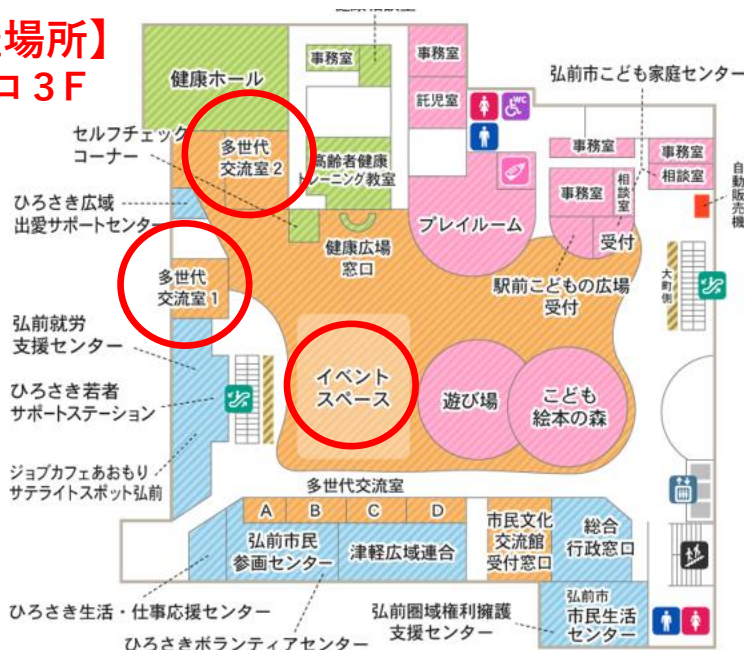 場所】
ロ 3F
健康ホール
事務室
事務室
託児室
弘前市こども家庭センター
セルフチェック
コーナー
多世代
交流室2
高齢者健康
トレーニング教室
WC
事務室
事務室
相談室
事務室
相談室
自動販売機
ひろさき広域
出愛サポートセンター
健康広場
窓口
プレイルーム
受付
駅前こどもの広場
受付
大町側
多世代
交流室1
弘前就労
支援センター
ひろさき若者
サポートステーション
イベント
スペース
遊び場
こども
絵本の森
ジョブカフェあおもり
サテライトスポット弘前
多世代交流室
A B C D
弘前市民
参画センター
津軽広域連合
市民文化
交流館
受付窓口
総合
行政窓口
ひろさき生活・仕事応援センター
ひろさきボランティアセンター
弘前圏域権利擁護
支援センター
弘前市
市民生活
センター